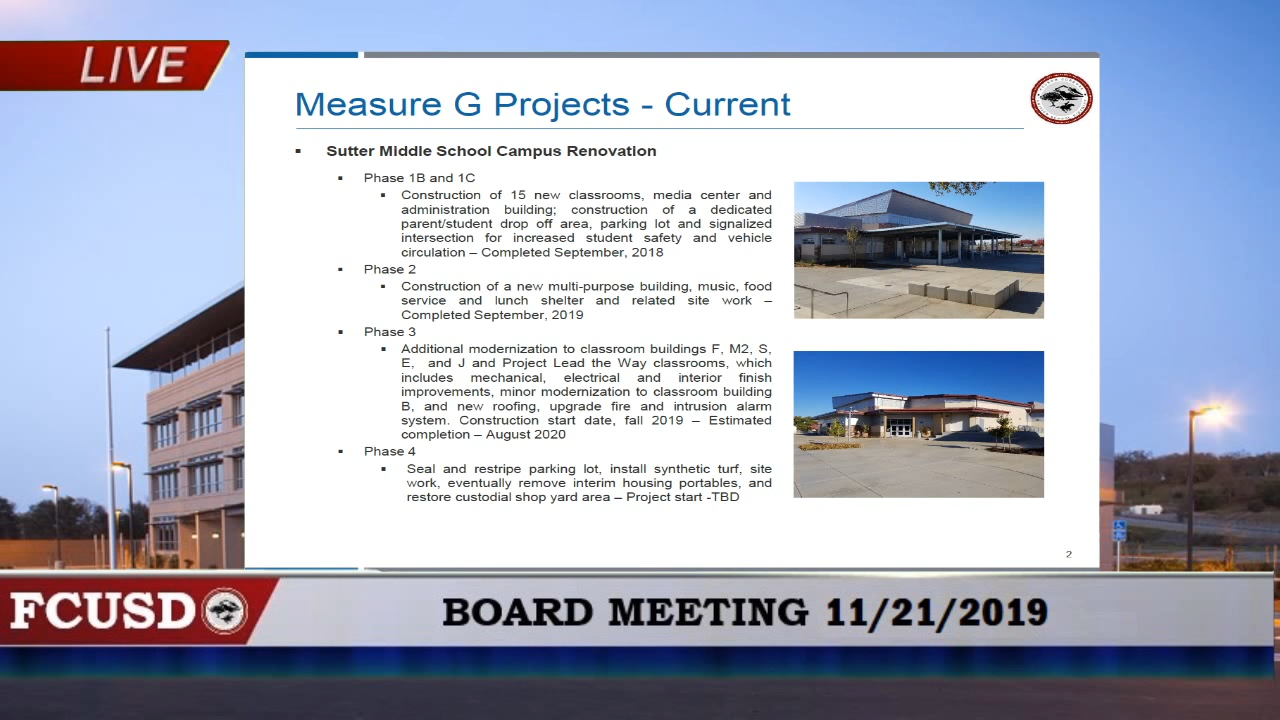 LIVE
Measure G Projects - Current
▪ Sutter Middle School Campus Renovation
▪ Phase 1B and 1C
▪ Construction of 15 new classrooms, media center and
administration building; construction of a dedicated
parent/student drop off area, parking lot and signalized
intersection for increased student safety and vehicle
circulation – Completed September, 2018
▪ Phase 2
▪ Construction of a new multi-purpose building, music, food
service and lunch shelter and related site work –
Completed September, 2019
▪ Phase 3
▪ Additional modernization to classroom buildings F, M2, S,
E, and J and Project Lead the Way classrooms, which
includes mechanical, electrical and interior finish
improvements, minor modernization to classroom building
B, and new roofing, upgrade fire and intrusion alarm
system. Construction start date, fall 2019 – Estimated
completion – August 2020
▪ Phase 4
▪ Seal and restripe parking lot, install synthetic turf, site
work, eventually remove interim housing portables, and
restore custodial shop yard area – Project start -TBD
2
FCUSD
BOARD MEETING 11/21/2019